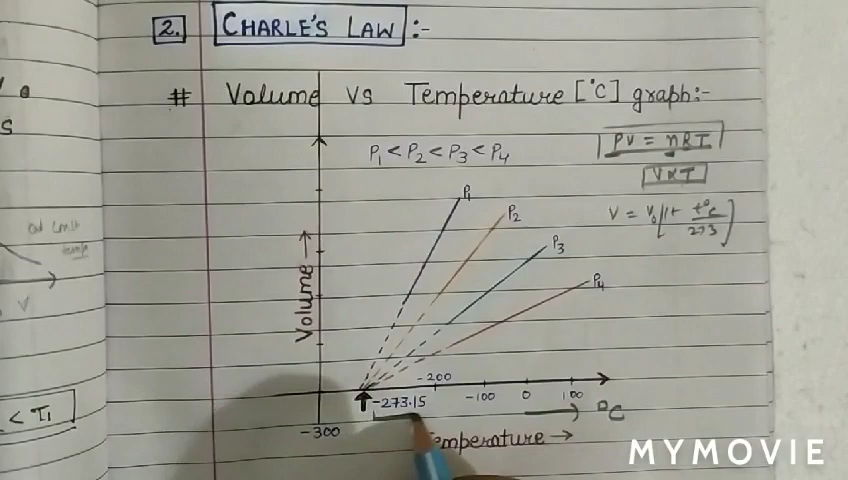 2. CHARLE'S LAW :-
# Volume VS Temperature [°C] graph:-
P₁ < P₂ < P₃ < P₄
PV = nRT
V∝T
V = V₀[1+ t°c/273]
P₁
P₂
P₃
P₄
Volume →
-200
-273.15
-100
0
100
°C
-300
emperature →
S
V
< T₁
MYMOVIE